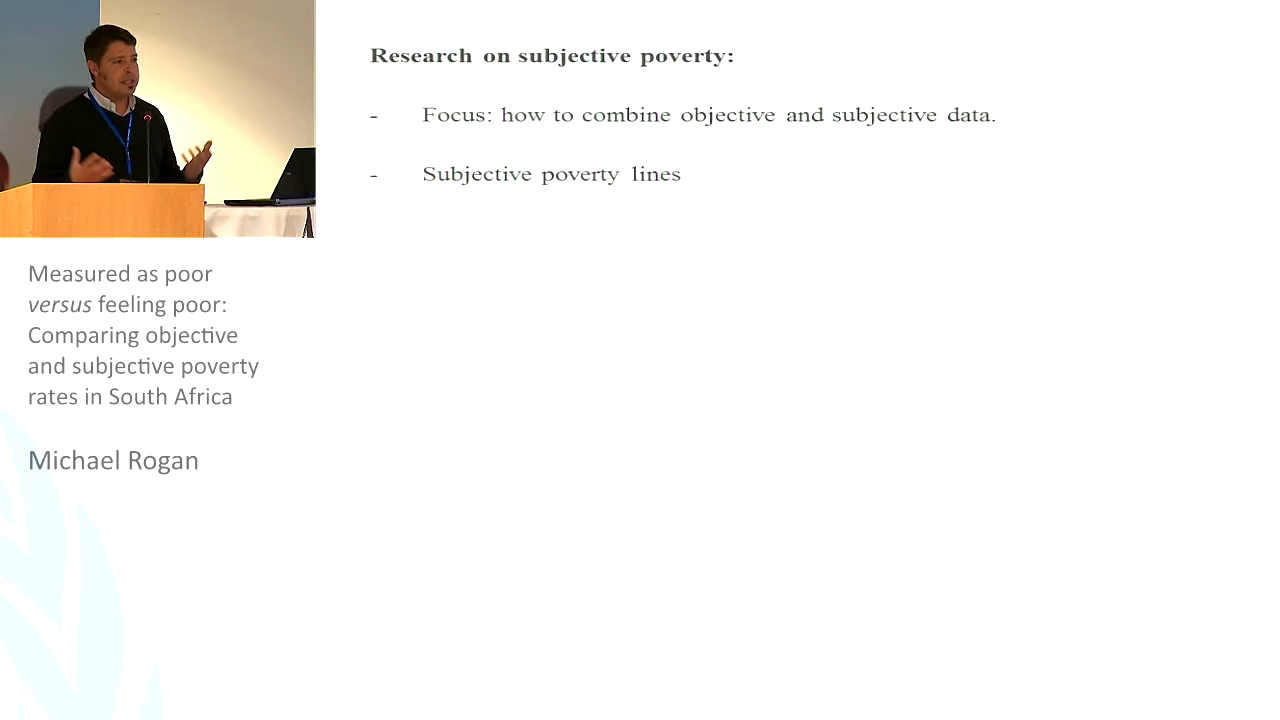 Research on subjective poverty:
- Focus: how to combine objective and subjective data.
- Subjective poverty lines
Measured as poor
versus feeling poor:
Comparing objective
and subjective poverty
rates in South Africa
Michael Rogan